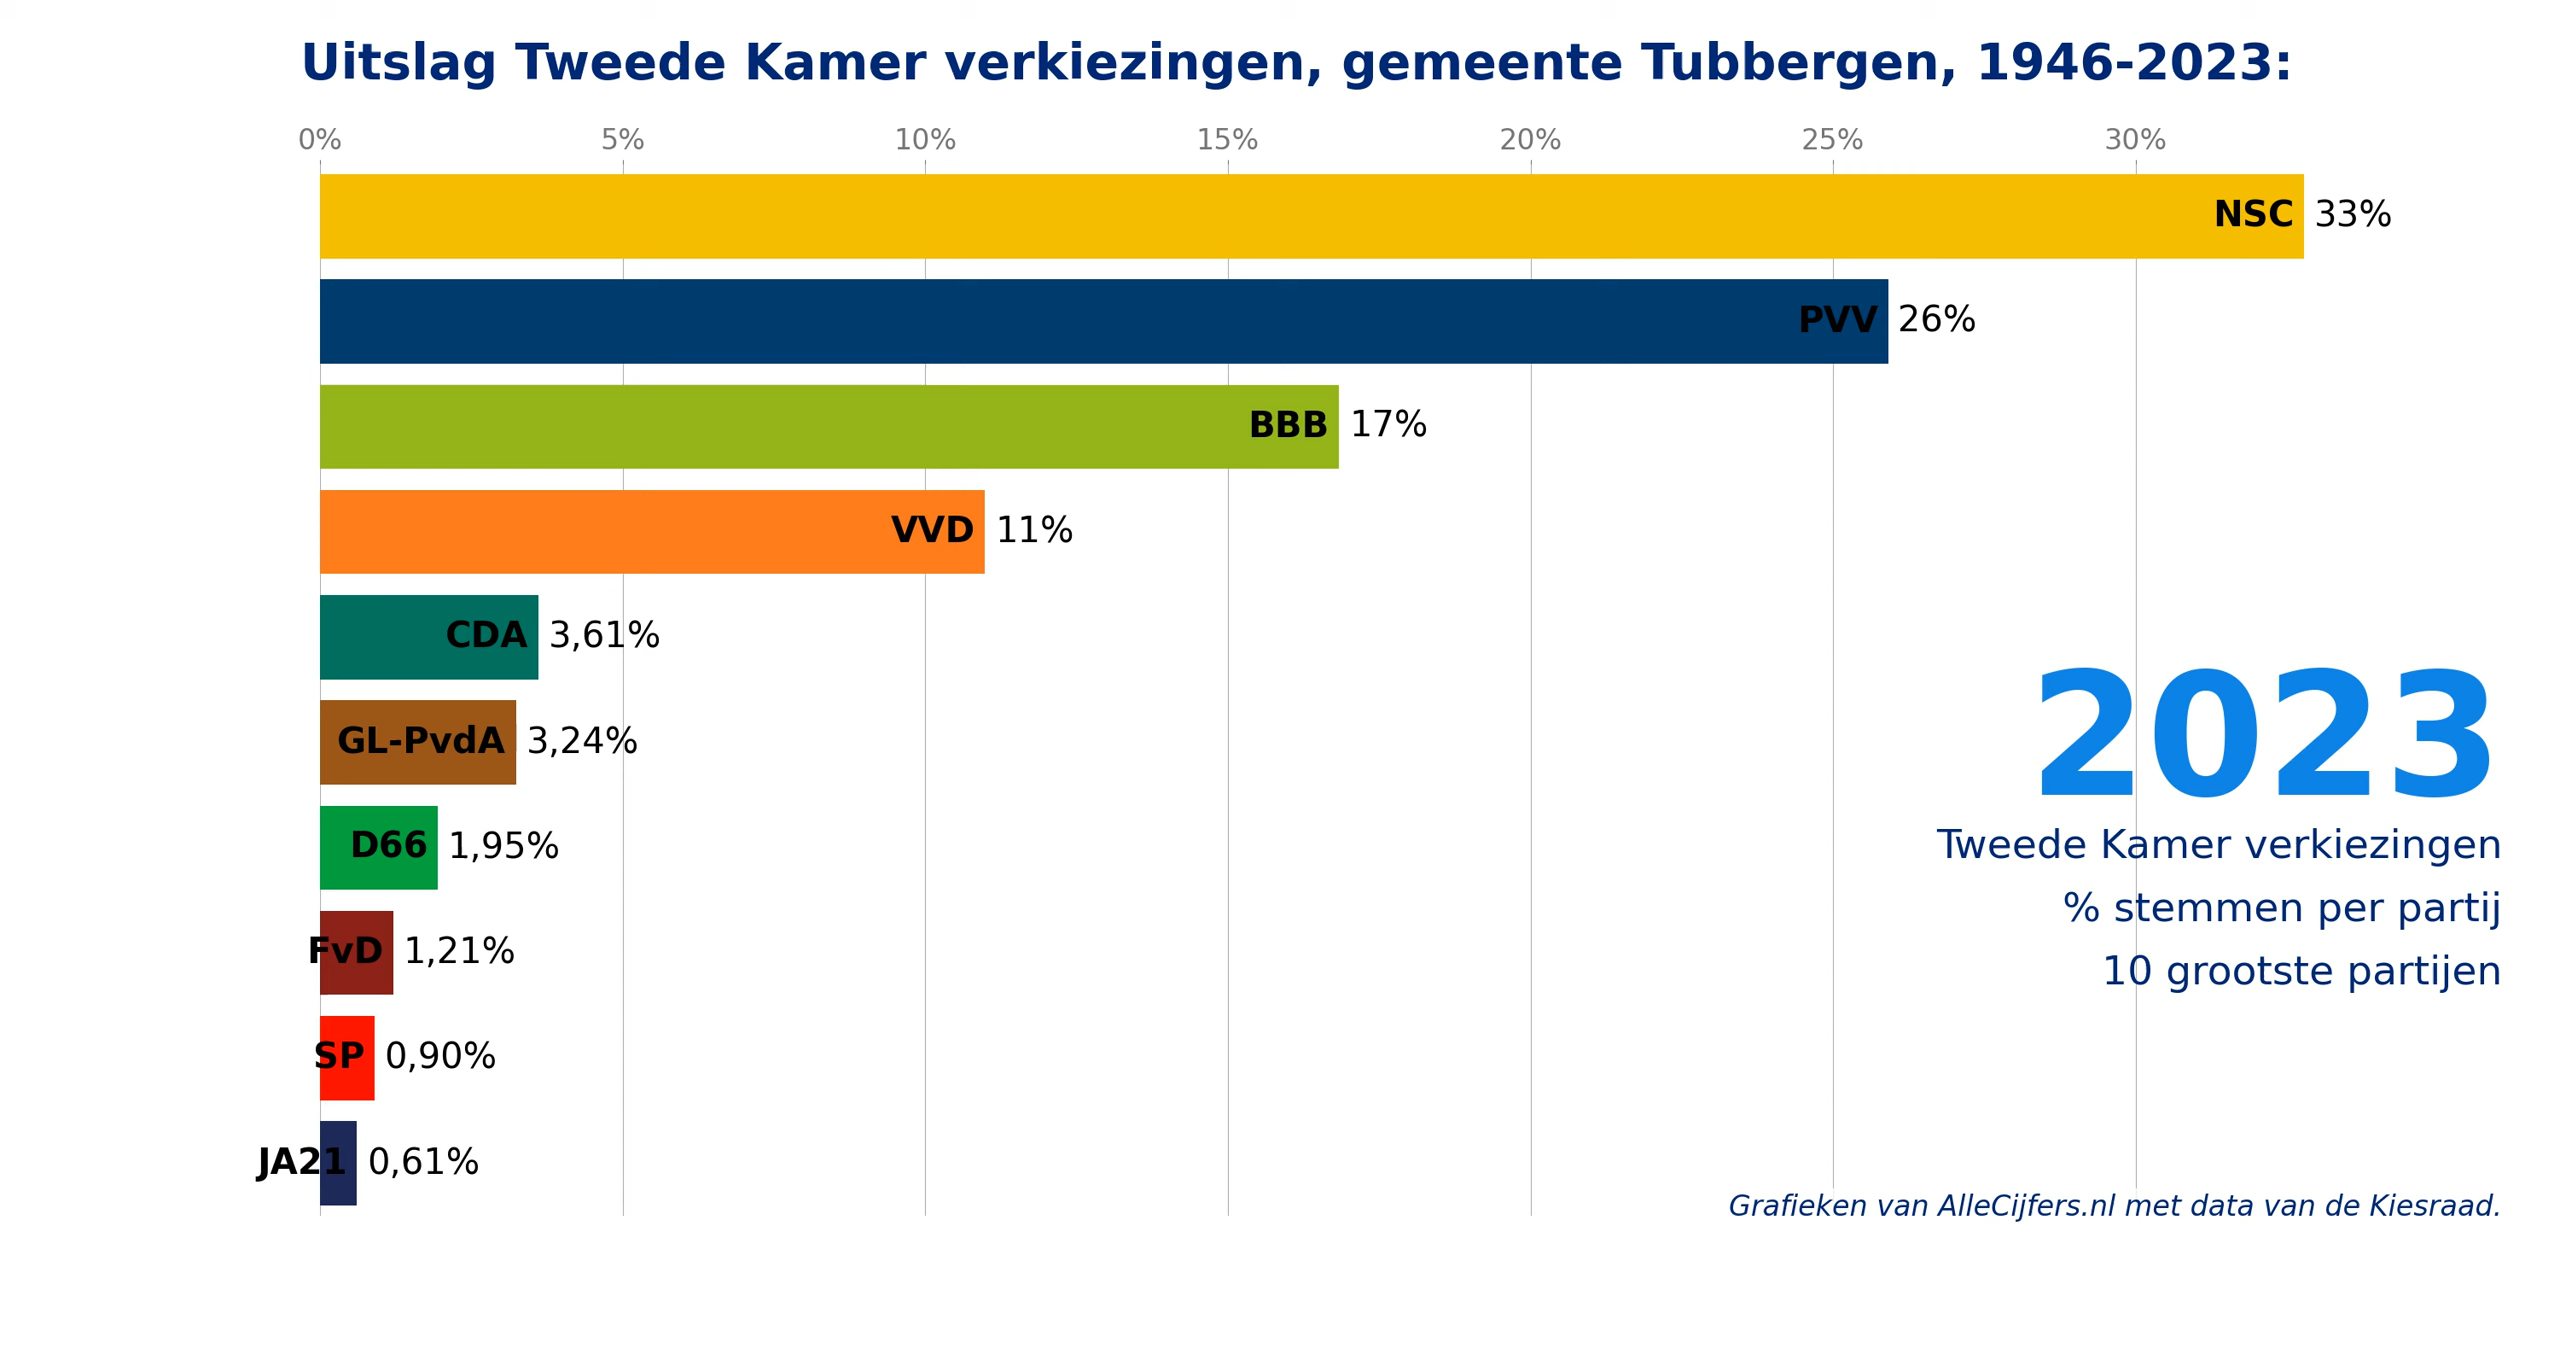 Uitslag Tweede Kamer verkiezingen, gemeente Tubbergen, 1946-2023:
0% 5% 10% 15% 20% 25% 30%
NSC 33%
PVV 26%
BBB 17%
VVD 11%
CDA 3,61%
GL-PvdA 3,24%
D66 1,95%
FvD 1,21%
SP 0,90%
JA21 0,61%
2023
Tweede Kamer verkiezingen
% stemmen per partij
10 grootste partijen
Grafieken van AlleCijfers.nl met data van de Kiesraad.